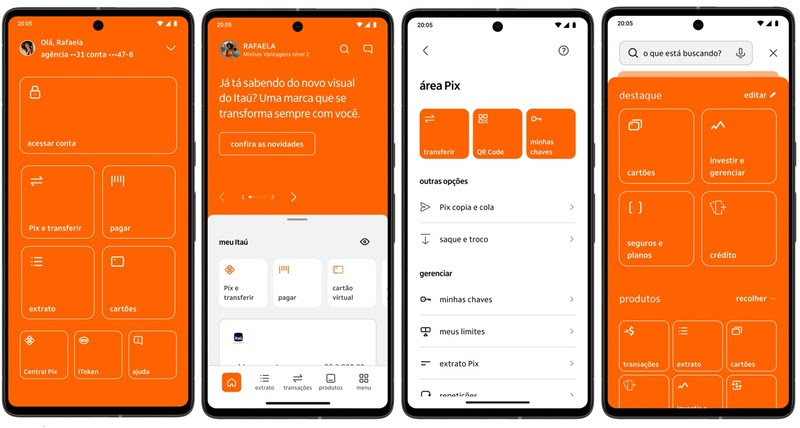 20:05
Olá, Rafaela
agência ••31 conta •••47-8
acessar conta
Pix e transferir
pagar
extrato
cartões
Central Pix
iToken
ajuda
20:05
RAFAELA
Minhas Vantagens nível 2
Já tá sabendo do novo visual
do Itaú? Uma marca que se
transforma sempre com você.
confira as novidades
1
3
meu Itaú
Pix e
transferir
pagar
cartão
virtual
Itaú
extrato
transações
produtos
menu
20:05
área Pix
transferir
QR Code
minhas
chaves
outras opções
Pix copia e cola
saque e troco
gerenciar
minhas chaves
meus limites
extrato Pix
repetições
20:05
o que está buscando?
destaque
editar
cartões
investir e
gerenciar
seguros e
planos
crédito
produtos
recolher
transações
extrato
cartões